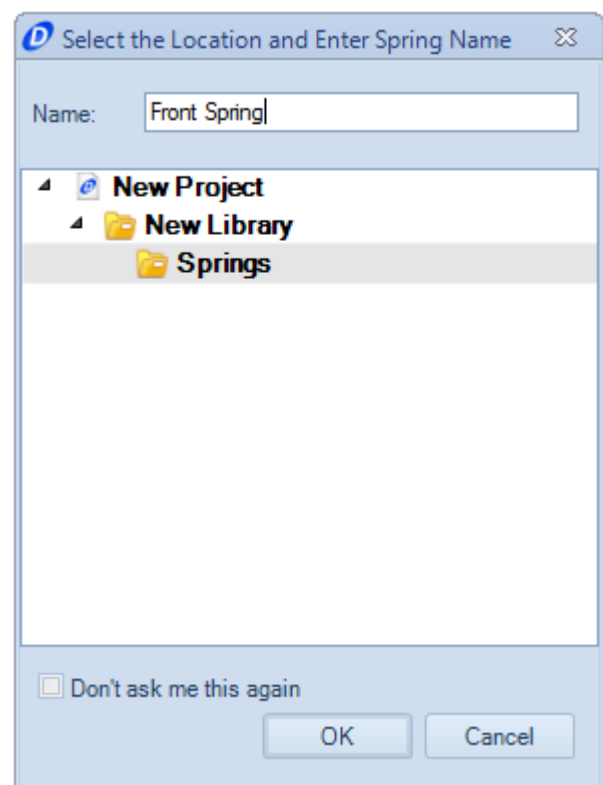 Select the Location and Enter Spring Name
Name: Front Spring
New Project
New Library
Springs
Don't ask me this again
OK Cancel